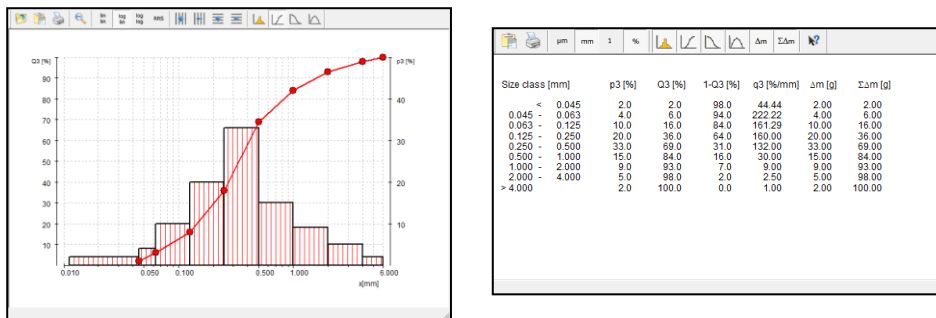 lin lin
log lin
log log
RRS
Q3 [%]
p3 [%]
90
80
70
60
50
40
30
20
10
40
30
20
10
0.010 0.050 0.100 0.500 1.000 6.000
x[mm]
µm mm 1 % Δm ΣΔm
Size class [mm] p3 [%] Q3 [%] 1-Q3 [%] q3 [%/mm] Δm [g] ΣΔm [g]
< 0.045 2.0 2.0 98.0 44.44 2.00 2.00
0.045 - 0.063 4.0 6.0 94.0 222.22 4.00 6.00
0.063 - 0.125 10.0 16.0 84.0 161.29 10.00 16.00
0.125 - 0.250 20.0 36.0 64.0 160.00 20.00 36.00
0.250 - 0.500 33.0 69.0 31.0 132.00 33.00 69.00
0.500 - 1.000 15.0 84.0 16.0 30.00 15.00 84.00
1.000 - 2.000 9.0 93.0 7.0 9.00 9.00 93.00
2.000 - 4.000 5.0 98.0 2.0 2.50 5.00 98.00
> 4.000 2.0 100.0 0.0 1.00 2.00 100.00